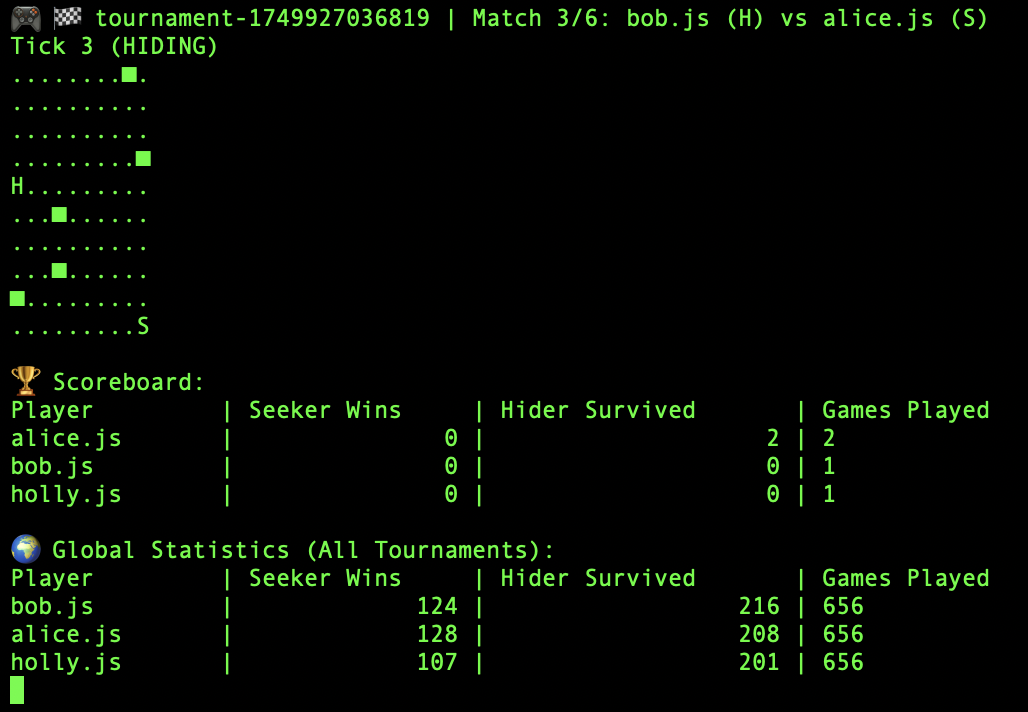 🎮 🏁 tournament-1749927036819 | Match 3/6: bob.js (H) vs alice.js (S)
Tick 3 (HIDING)
........■.
..........
..........
.........■
H.........
...■......
..........
...■......
■.........
.........S
🏆 Scoreboard:
Player         | Seeker Wins     | Hider Survived       | Games Played
alice.js       |               0 |                    2 | 2
bob.js         |               0 |                    0 | 1
holly.js       |               0 |                    0 | 1
🌍 Global Statistics (All Tournaments):
Player         | Seeker Wins     | Hider Survived       | Games Played
bob.js         |             124 |                  216 | 656
alice.js       |             128 |                  208 | 656
holly.js       |             107 |                  201 | 656